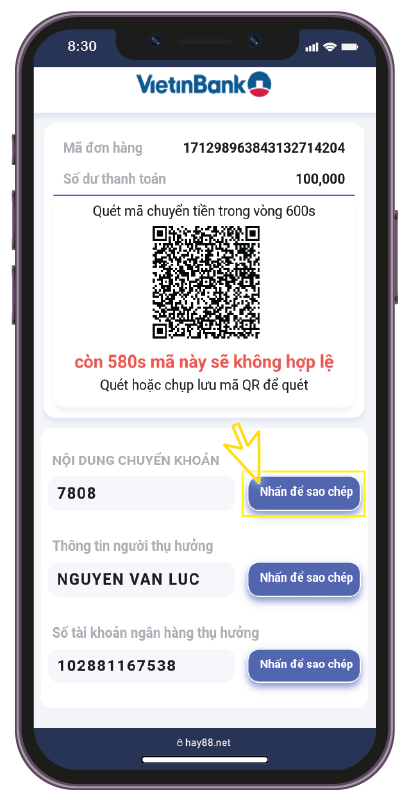 8:30
VietinBank
Mã đơn hàng 171298963843132714204
Số dư thanh toán 100,000
Quét mã chuyển tiền trong vòng 600s
còn 580s mã này sẽ không hợp lệ
Quét hoặc chụp lưu mã QR để quét
NỘI DUNG CHUYỂN KHOẢN
7808 Nhấn để sao chép
Thông tin người thụ hưởng
NGUYEN VAN LUC Nhấn để sao chép
Số tài khoản ngân hàng thụ hưởng
102881167538 Nhấn để sao chép
hay88.net